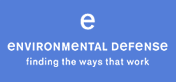 e
ENVIRONMENTAL DEFENSE
finding the ways that work